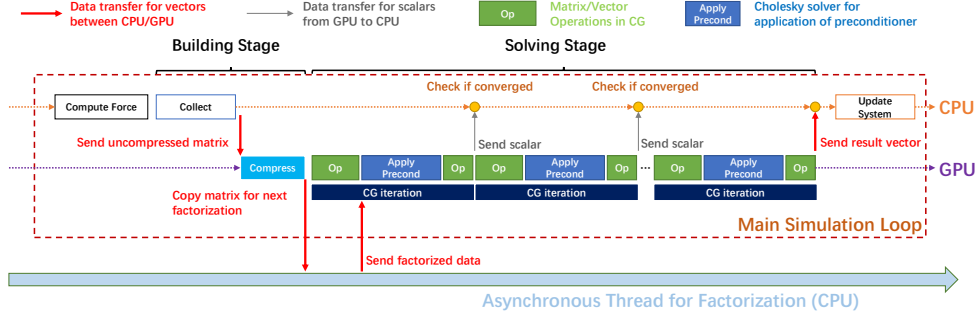 Data transfer for vectors
between CPU/GPU
Data transfer for scalars
from GPU to CPU
Op
Matrix/Vector
Operations in CG
Apply
Precond
Cholesky solver for
application of preconditioner
Building Stage
Solving Stage
Check if converged
Check if converged
Compute Force
Collect
Update
System
CPU
Send uncompressed matrix
Send scalar
Send scalar
Send result vector
Compress
Op
Apply
Precond
Op
Op
Apply
Precond
Op
Op
Apply
Precond
Op
GPU
CG iteration
CG iteration
CG iteration
Copy matrix for next
factorization
Main Simulation Loop
Send factorized data
Asynchronous Thread for Factorization (CPU)